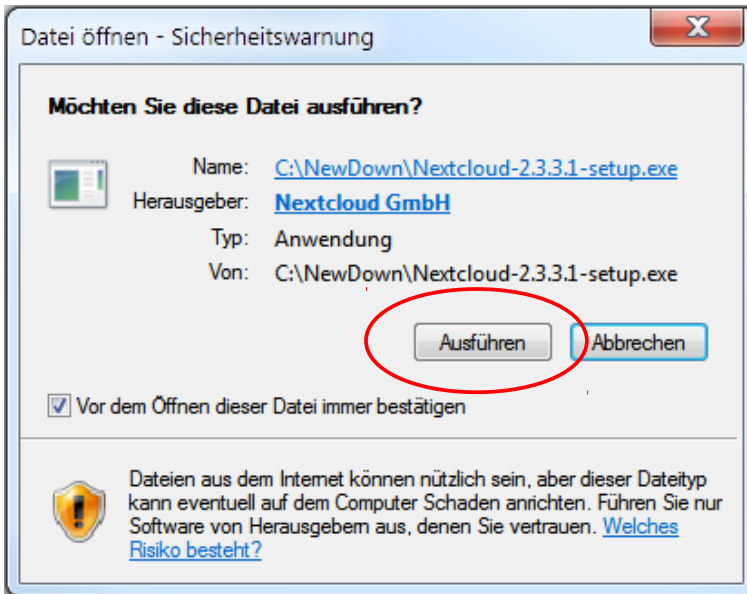 Datei öffnen - Sicherheitswarnung
Möchten Sie diese Datei ausführen?
Name: C:\NewDown\Nextcloud-2.3.3.1-setup.exe
Herausgeber: Nextcloud GmbH
Typ: Anwendung
Von: C:\NewDown\Nextcloud-2.3.3.1-setup.exe
Ausführen Abbrechen
Vor dem Öffnen dieser Datei immer bestätigen
Dateien aus dem Internet können nützlich sein, aber dieser Dateityp
kann eventuell auf dem Computer Schaden anrichten. Führen Sie nur
Software von Herausgebern aus, denen Sie vertrauen. Welches
Risiko besteht?